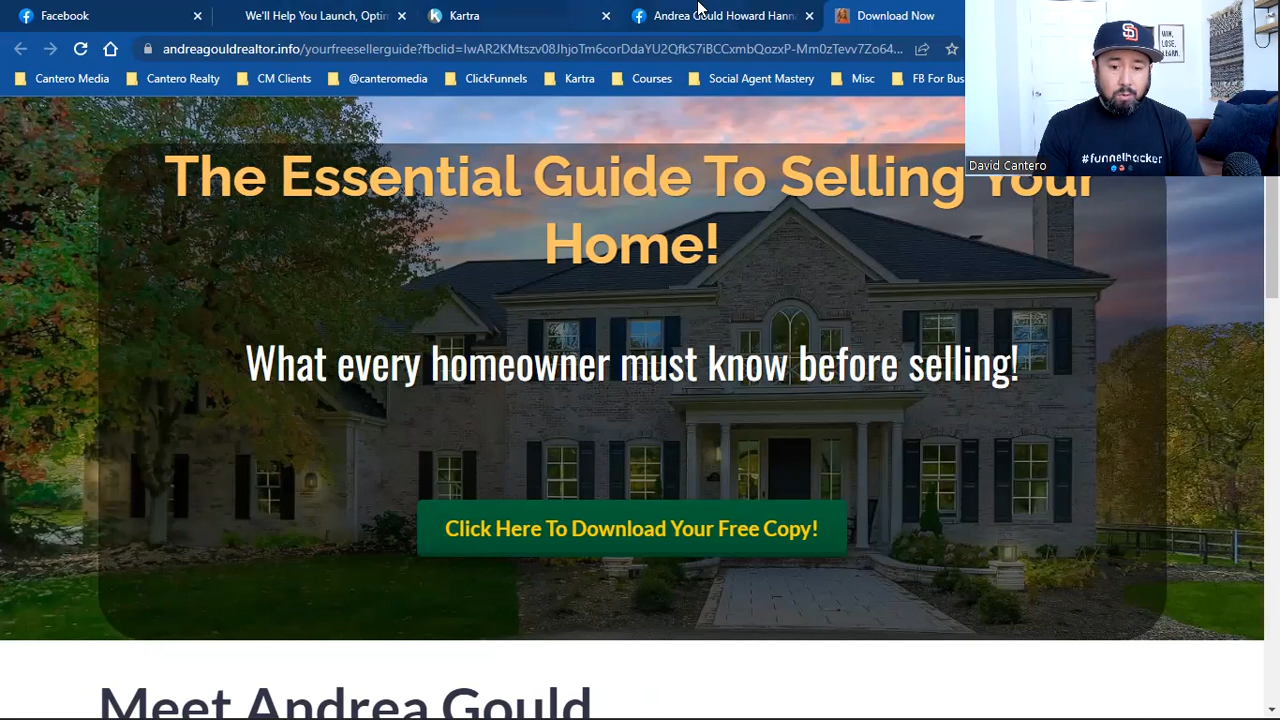 Facebook
We'll Help You Launch, Optin
Kartra
Andrea Gould Howard Hann
Download Now
andreagouldrealtor.info/yourfreesellerguide?fbclid=IwAR2KMtszv08JhjoTm6corDdaYU2QfkS7iBCCxmbQozxP-Mm0zTevv7Zo64...
Cantero Media
Cantero Realty
CM Clients
@canteromedia
ClickFunnels
Kartra
Courses
Social Agent Mastery
Misc
FB For Bus
WIN,
LOSE,
LEARN.
#funnelhacker
David Cantero
The Essential Guide To Selling Your
Home!
What every homeowner must know before selling!
Click Here To Download Your Free Copy!
Meet Andrea Gould